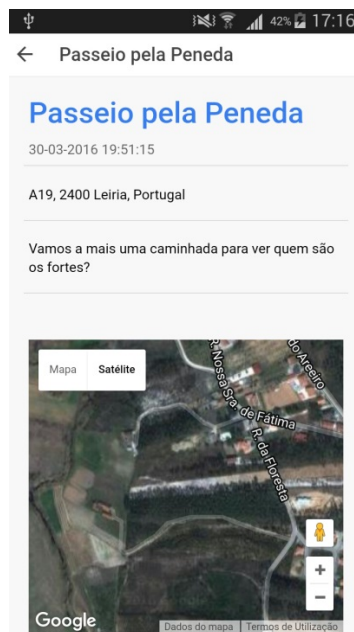 42% 17:16
Passeio pela Peneda
Passeio pela Peneda
30-03-2016 19:51:15
A19, 2400 Leiria, Portugal
Vamos a mais uma caminhada para ver quem são
os fortes?
Mapa Satélite
R. Nossa Sra. de Fátima
do Areeiro
R. da Floresta
+
−
Google
Dados do mapa Termos de Utilização